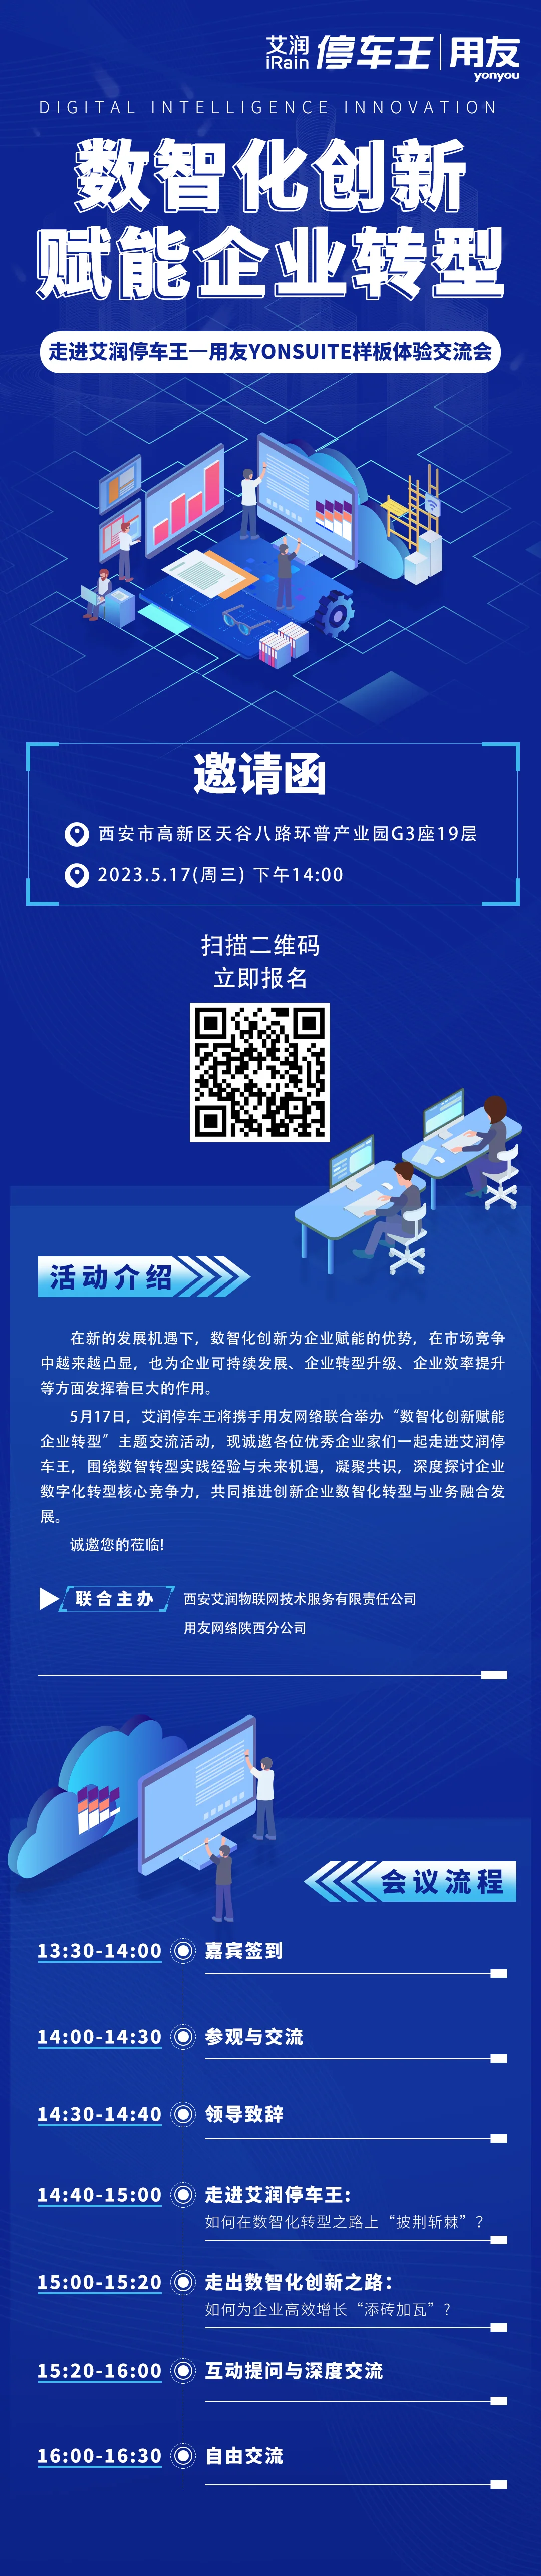 艾润 停车王 用友
iRain yonyou
DIGITAL INTELLIGENCE INNOVATION
数智化创新
赋能企业转型
走进艾润停车王—用友YONSUITE样板体验交流会
邀请函
西安市高新区天谷八路环普产业园G3座19层
2023.5.17(周三) 下午14:00
扫描二维码
立即报名
活动介绍
在新的发展机遇下，数智化创新为企业赋能的优势，在市场竞争
中越来越凸显，也为企业可持续发展、企业转型升级、企业效率提升
等方面发挥着巨大的作用。
5月17日，艾润停车王将携手用友网络联合举办“数智化创新赋能
企业转型”主题交流活动，现诚邀各位优秀企业家们一起走进艾润停
车王，围绕数智转型实践经验与未来机遇，凝聚共识，深度探讨企业
数字化转型核心竞争力，共同推进创新企业数智化转型与业务融合发
展。
诚邀您的莅临!
联合主办 西安艾润物联网技术服务有限责任公司
用友网络陕西分公司
会议流程
13:30-14:00 嘉宾签到
14:00-14:30 参观与交流
14:30-14:40 领导致辞
14:40-15:00 走进艾润停车王:
如何在数智化转型之路上“披荆斩棘”？
15:00-15:20 走出数智化创新之路：
如何为企业高效增长“添砖加瓦”?
15:20-16:00 互动提问与深度交流
16:00-16:30 自由交流